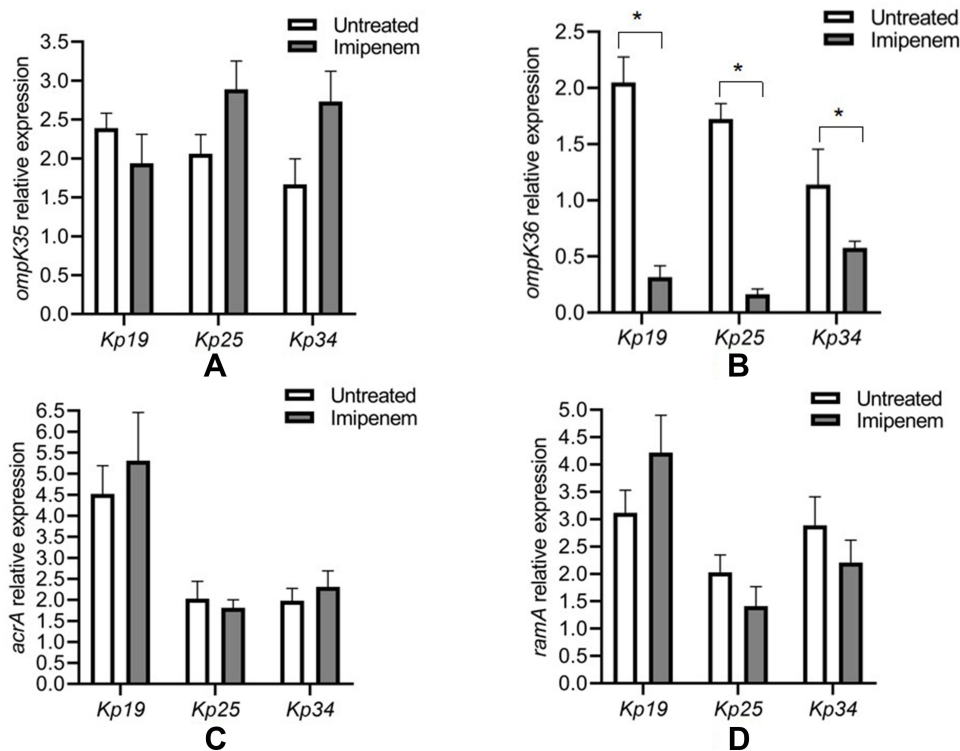 Untreated
Imipenem
ompK35 relative expression
3.5
3.0
2.5
2.0
1.5
1.0
0.5
0.0
Kp19 Kp25 Kp34
A
Untreated
Imipenem
ompK36 relative expression
2.5
2.0
1.5
1.0
0.5
0.0
* * *
Kp19 Kp25 Kp34
B
Untreated
Imipenem
acrA relative expression
6.5
6.0
5.5
5.0
4.5
4.0
3.5
3.0
2.5
2.0
1.5
1.0
0.5
0.0
Kp19 Kp25 Kp34
C
Untreated
Imipenem
ramA relative expression
5.0
4.5
4.0
3.5
3.0
2.5
2.0
1.5
1.0
0.5
0.0
Kp19 Kp25 Kp34
D